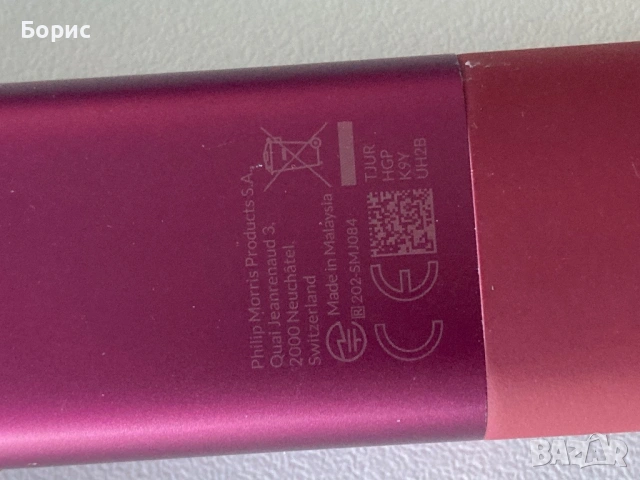 Борис
Philip Morris Products S.A.
Quai Jeanrenaud 3,
2000 Neuchâtel,
Switzerland
Made in Malaysia
R 202-SMJ084
TJUR
HGP
K9Y
UH2B
CE
BAZAR